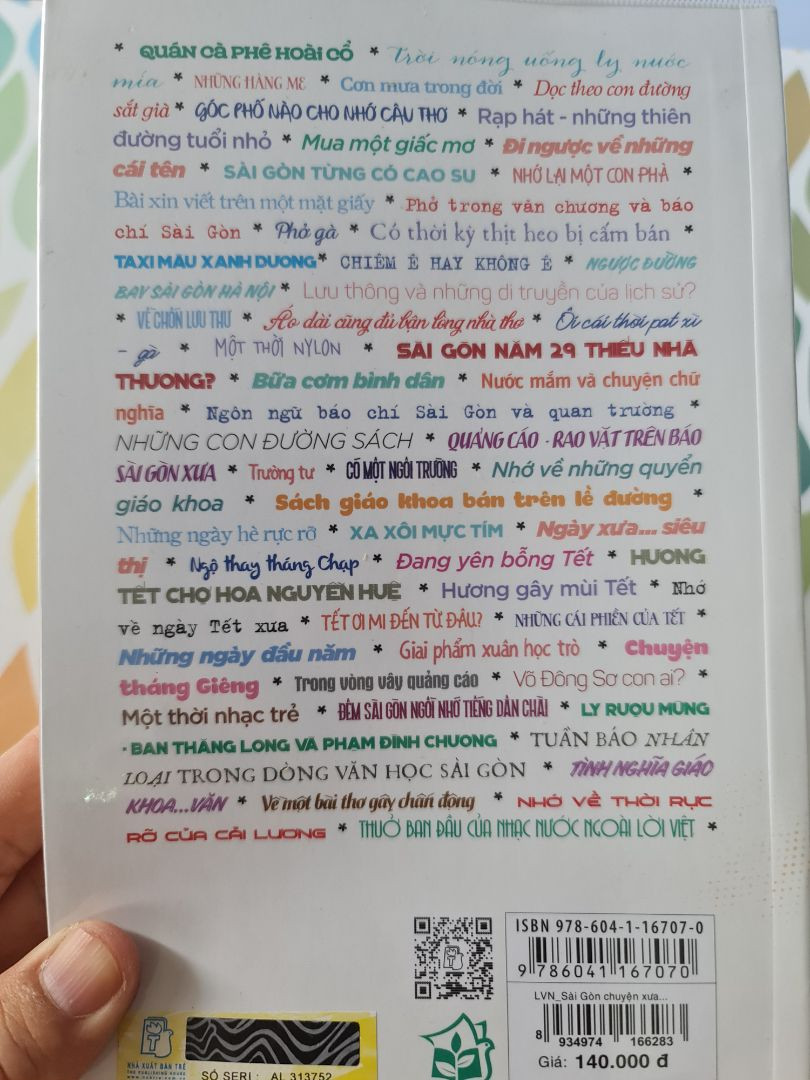 * QUÁN CÀ PHÊ HOÀI CỔ * Trời nóng uống ly nước
mía * NHỮNG HÀNG ME * Cơn mưa trong đời * Dọc theo con đường
sắt già * GÓC PHỐ NÀO CHO NHỚ CÂU THƠ * Rạp hát - những thiên
đường tuổi nhỏ * Mua một giấc mơ * Đi ngược về những
cái tên * SÀI GÒN TỪNG CÓ CAO SU * NHỚ LẠI MỘT CON PHÀ *
Bài xin viết trên một mặt giấy * Phở trong văn chương và báo
chí Sài Gòn * Phở gà * Có thời kỳ thịt heo bị cấm bán *
TAXI MÀU XANH DƯƠNG * CHIÊM Ê HAY KHÔNG Ê * NGƯỢC ĐƯỜNG
BAY SÀI GÒN HÀ NỘI * Lưu thông và những di truyền của lịch sử?
* VỀ CHỐN LƯU THƯ * Áo dài cũng đủ bận lòng nhà thơ * Ôi cái thời pat xì
- gà * MỘT THỜI NYLON * SÀI GÒN NĂM 29 THIẾU NHÀ
THƯƠNG? * Bữa cơm bình dân * Nước mắm và chuyện chữ
nghĩa * Ngôn ngữ báo chí Sài Gòn và quan trường *
NHỮNG CON ĐƯỜNG SÁCH * QUẢNG CÁO - RAO VẶT TRÊN BÁO
SÀI GÒN XƯA * Trường tư * CÓ MỘT NGÔI TRƯỜNG * Nhớ về những quyển
giáo khoa * Sách giáo khoa bán trên lề đường *
Những ngày hè rực rỡ * XA XÔI MỰC TÍM * Ngày xưa... siêu
thị * Ngộ thay tháng Chạp * Đang yên bỗng Tết * HƯƠNG
TẾT CHỢ HOA NGUYỄN HUỆ * Hương gây mùi Tết * Nhớ
về ngày Tết xưa * TẾT ƠI MI ĐẾN TỪ ĐÂU? * NHỮNG CÁI PHIỀN CỦA TẾT *
Những ngày đầu năm * Giai phẩm xuân học trò * Chuyện
tháng Giêng * Trong vòng vây quảng cáo * Võ Đông Sơ con ai? *
Một thời nhạc trẻ * ĐÊM SÀI GÒN NGỒI NHỚ TIẾNG DẦN CHÀI * LY RƯỢU MỪNG
- BAN THĂNG LONG VÀ PHẠM ĐÌNH CHƯƠNG * TUẦN BÁO NHÂN
LOẠI TRONG DÒNG VĂN HỌC SÀI GÒN * TÌNH NGHĨA GIÁO
KHOA...VĂN * Về một bài thơ gây chấn động * NHỚ VỀ THỜI RỰC
RỠ CỦA CẢI LƯƠNG * THUỞ BAN ĐẦU CỦA NHẠC NƯỚC NGOÀI LỜI VIỆT *
ISBN 978-604-1-16707-0
9 786041 167070
LVN_Sài Gòn chuyện xưa...
8 934974 166283
Giá: 140.000 đ
NHÀ XUẤT BẢN TRẺ
SỐ SERI : AL 313752